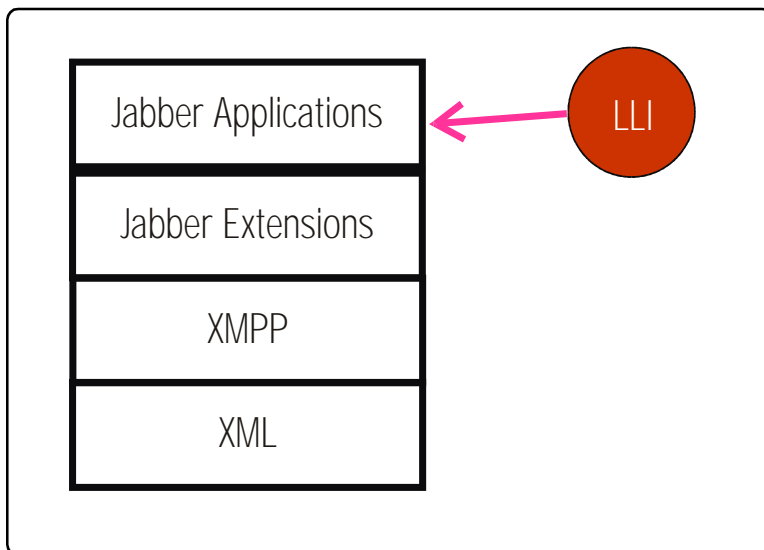 Jabber Applications
LLI
Jabber Extensions
XMPP
XML